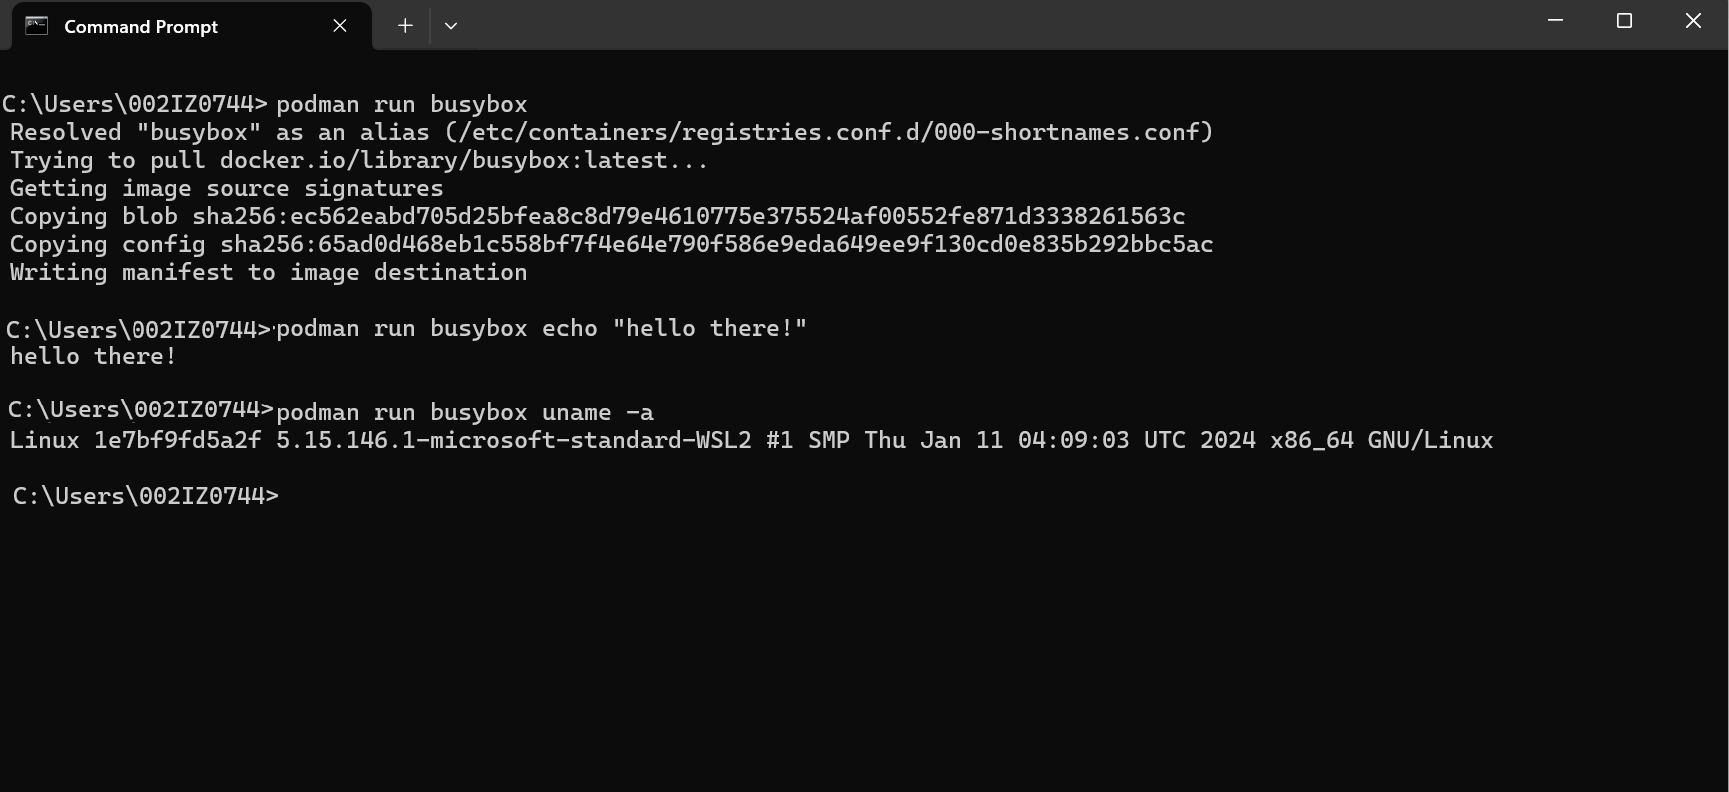 Command Prompt
C:\Users\002IZ0744> podman run busybox
Resolved "busybox" as an alias (/etc/containers/registries.conf.d/000-shortnames.conf)
Trying to pull docker.io/library/busybox:latest...
Getting image source signatures
Copying blob sha256:ec562eabd705d25bfea8c8d79e4610775e375524af00552fe871d3338261563c
Copying config sha256:65ad0d468eb1c558bf7f4e64e790f586e9eda649ee9f130cd0e835b292bbc5ac
Writing manifest to image destination
C:\Users\002IZ0744>podman run busybox echo "hello there!"
hello there!
C:\Users\002IZ0744>podman run busybox uname -a
Linux 1e7bf9fd5a2f 5.15.146.1-microsoft-standard-WSL2 #1 SMP Thu Jan 11 04:09:03 UTC 2024 x86_64 GNU/Linux
C:\Users\002IZ0744>